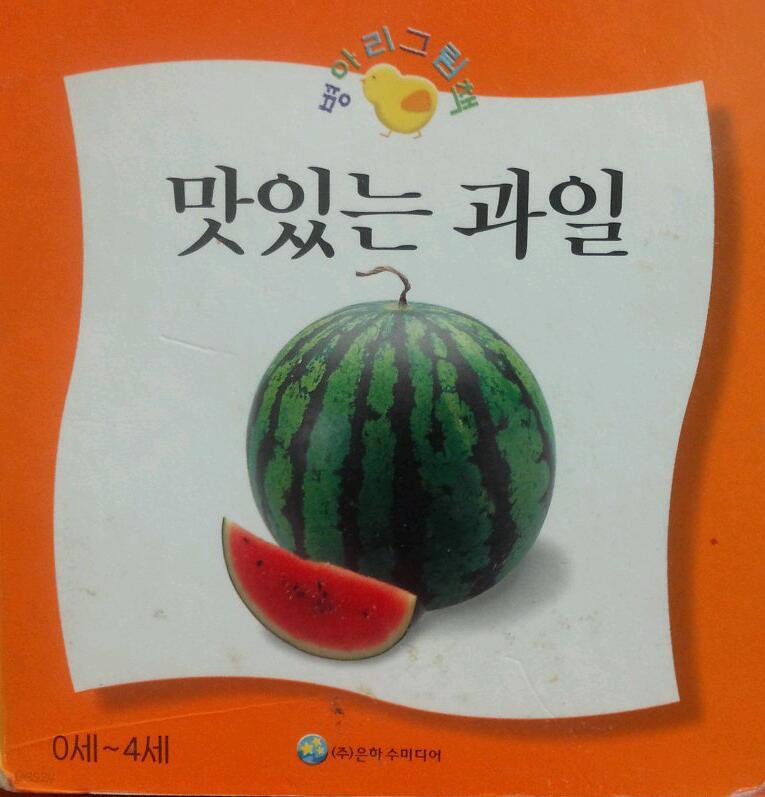 뽕아리그림책
맛있는 과일
0세~4세
(주)은하수미디어